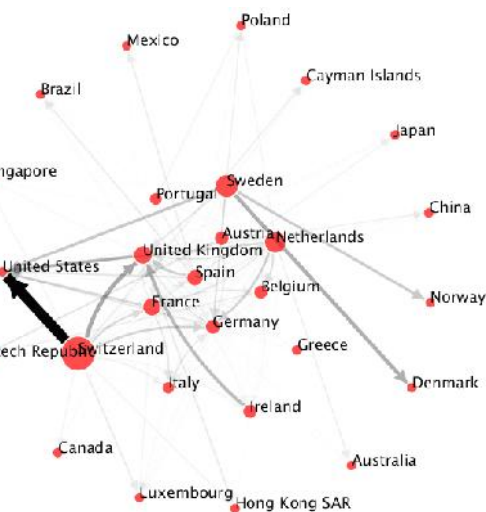 Poland
Mexico
Cayman Islands
Brazil
Japan
ngapore
Sweden
Portugal
China
Austria
Netherlands
United Kingdom
United States
Spain
Belgium
Norway
France
Germany
Greece
ech Republic
Switzerland
Italy
Denmark
Ireland
Canada
Australia
Luxembourg
Hong Kong SAR